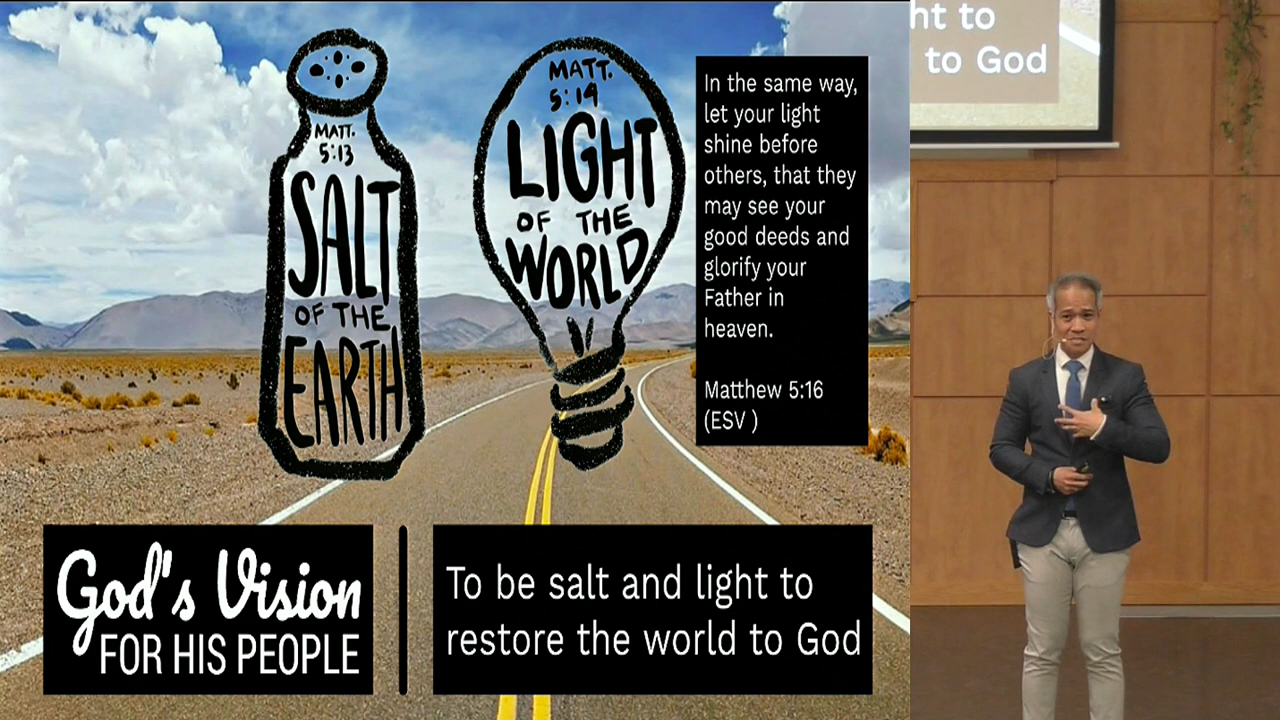 MATT.
5:13
SALT
OF THE
EARTH
MATT.
5:14
LIGHT
OF THE
WORLD
In the same way,
let your light
shine before
others, that they
may see your
good deeds and
glorify your
Father in
heaven.
Matthew 5:16
(ESV )
God's Vision
FOR HIS PEOPLE
To be salt and light to
restore the world to God
ht to
to God